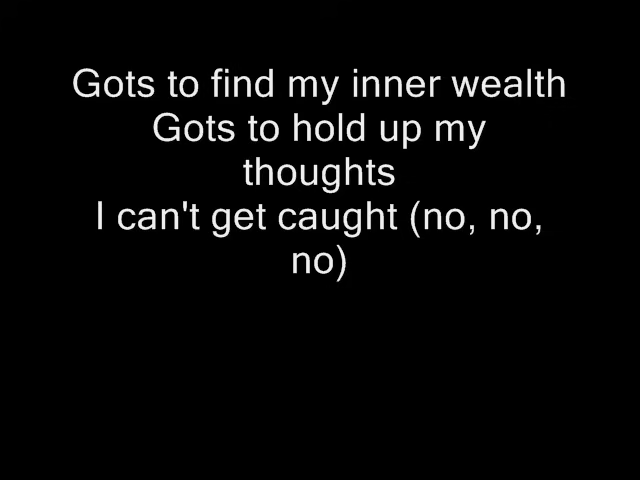 Gots to find my inner wealth
Gots to hold up my
thoughts
I can't get caught (no, no,
no)